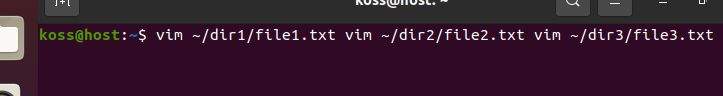 koss@host: ~
koss@host:~$ vim ~/dir1/file1.txt vim ~/dir2/file2.txt vim ~/dir3/file3.txt